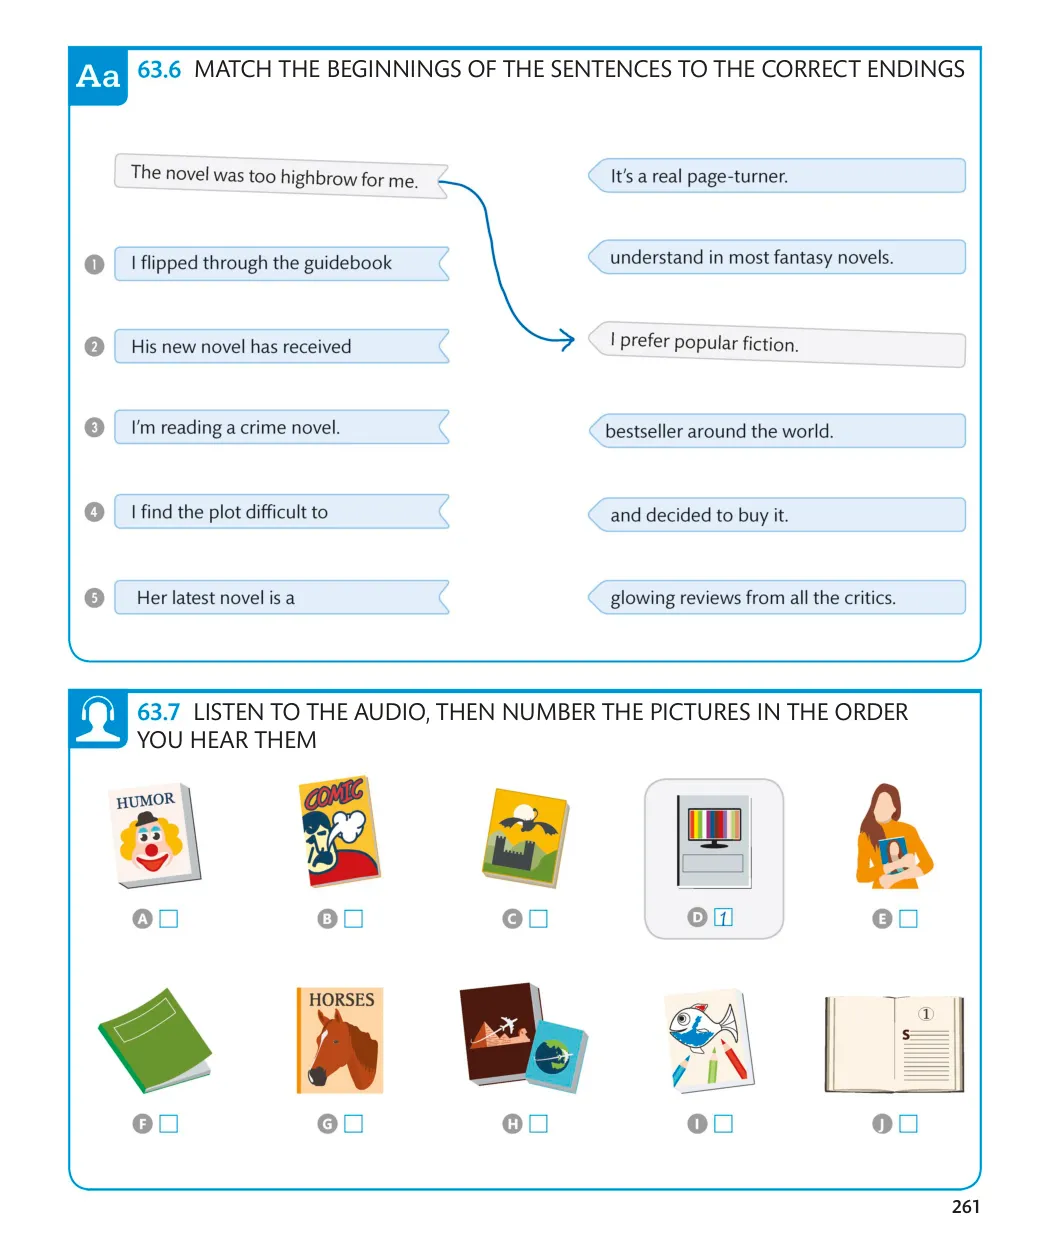 Aa
63.6 MATCH THE BEGINNINGS OF THE SENTENCES TO THE CORRECT ENDINGS
The novel was too highbrow for me.
It's a real page-turner.
1 I flipped through the guidebook
understand in most fantasy novels.
2 His new novel has received
I prefer popular fiction.
3 I'm reading a crime novel.
bestseller around the world.
4 I find the plot difficult to
and decided to buy it.
5 Her latest novel is a
glowing reviews from all the critics.
63.7 LISTEN TO THE AUDIO, THEN NUMBER THE PICTURES IN THE ORDER
YOU HEAR THEM
HUMOR
COMIC
A
B
C
D 1
E
HORSES
1
S
F
G
H
I
J
261